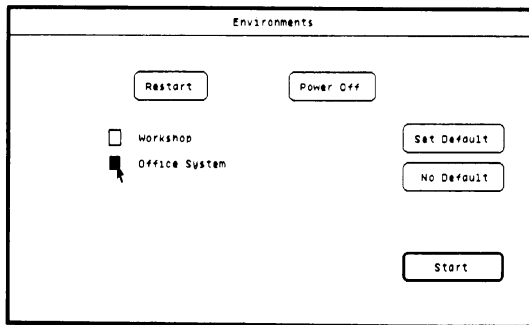 Environments
Restart
Power Off
Workshop
Set Default
Office System
No Default
Start